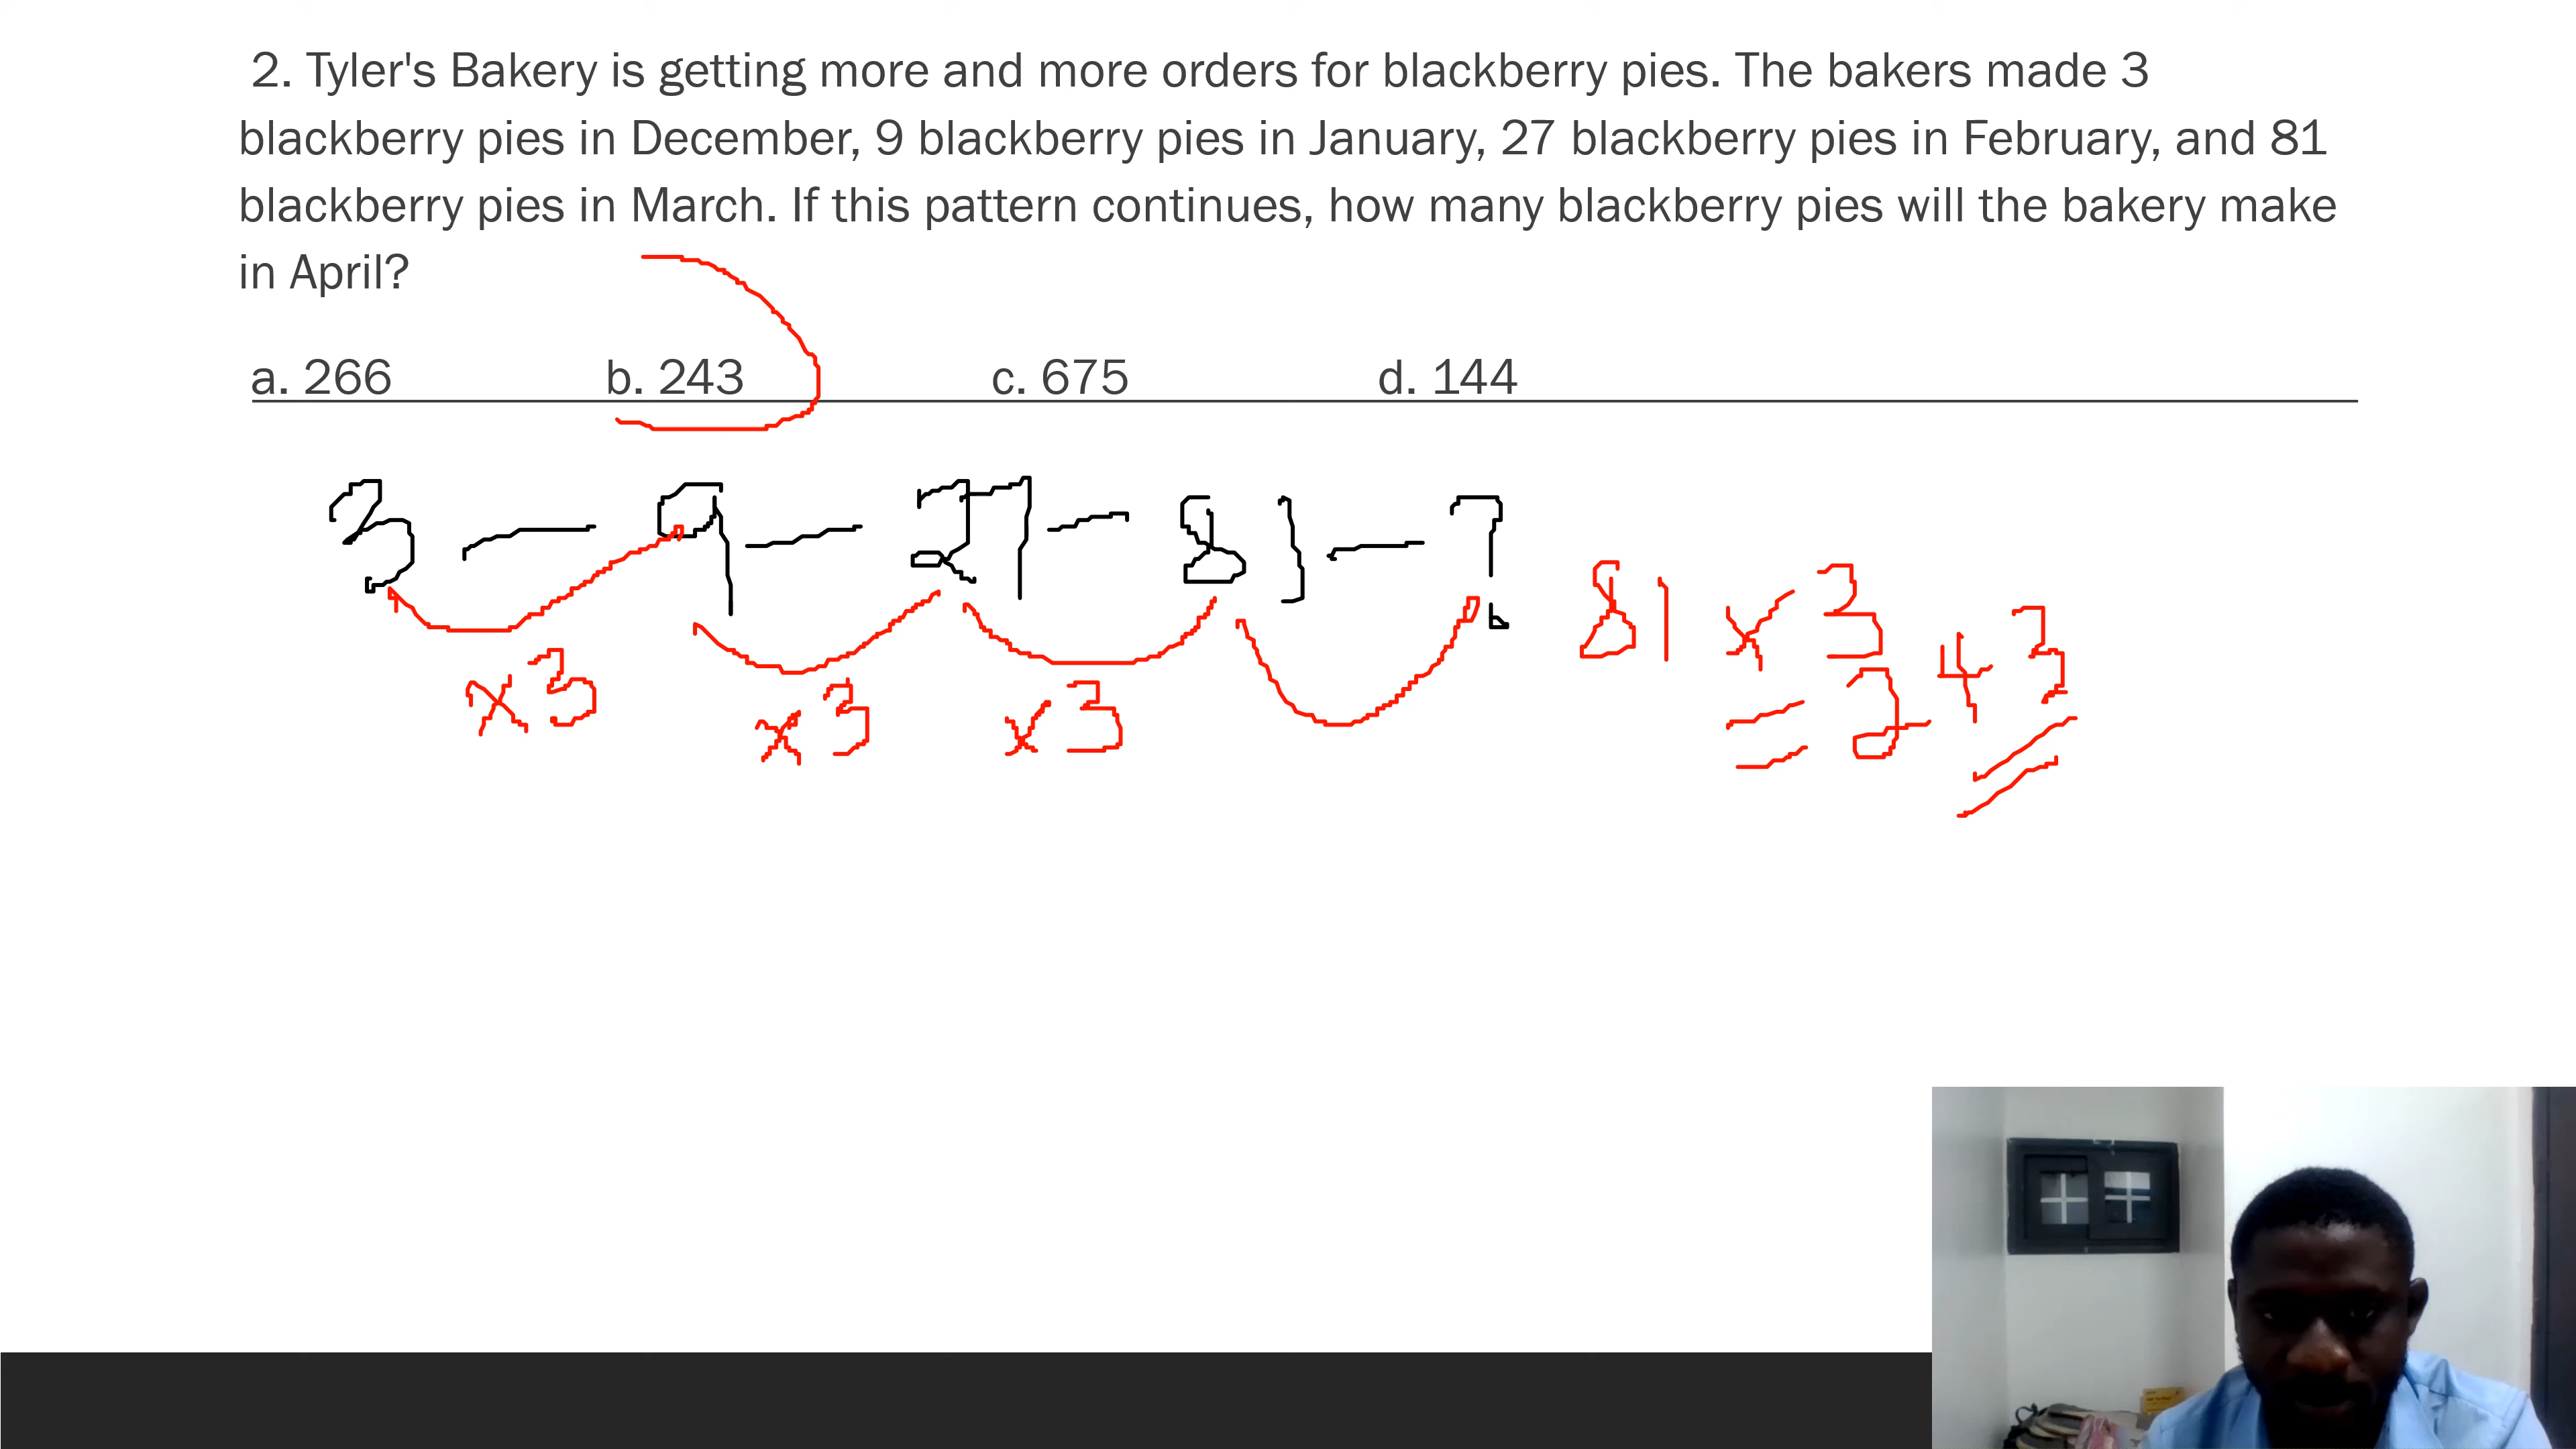 2. Tyler's Bakery is getting more and more orders for blackberry pies. The bakers made 3
blackberry pies in December, 9 blackberry pies in January, 27 blackberry pies in February, and 81
blackberry pies in March. If this pattern continues, how many blackberry pies will the bakery make
in April?
a. 266 b. 243 c. 675 d. 144
3 — 9 — 27 — 81 — ?
x3 x3 x3
81 x 3
= 243